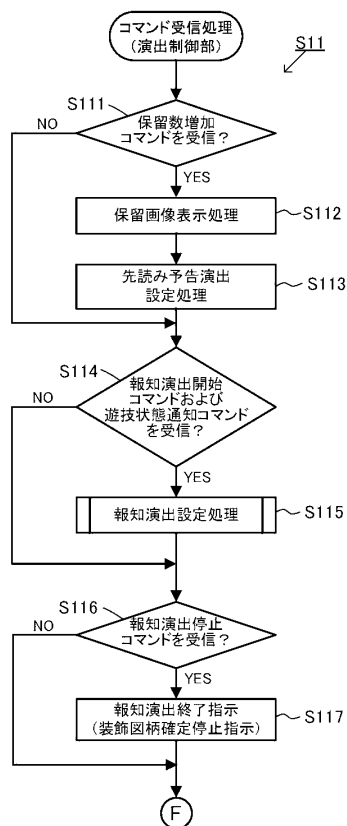 コマンド受信処理
(演出制御部)
S11
S111
保留数増加
コマンドを受信?
NO
YES
保留画像表示処理
S112
先読み予告演出
設定処理
S113
S114
報知演出開始
コマンドおよび
遊技状態通知コマンド
を受信?
NO
YES
報知演出設定処理
S115
S116
報知演出停止
コマンドを受信?
NO
YES
報知演出終了指示
(装飾図柄確定停止指示)
S117
F